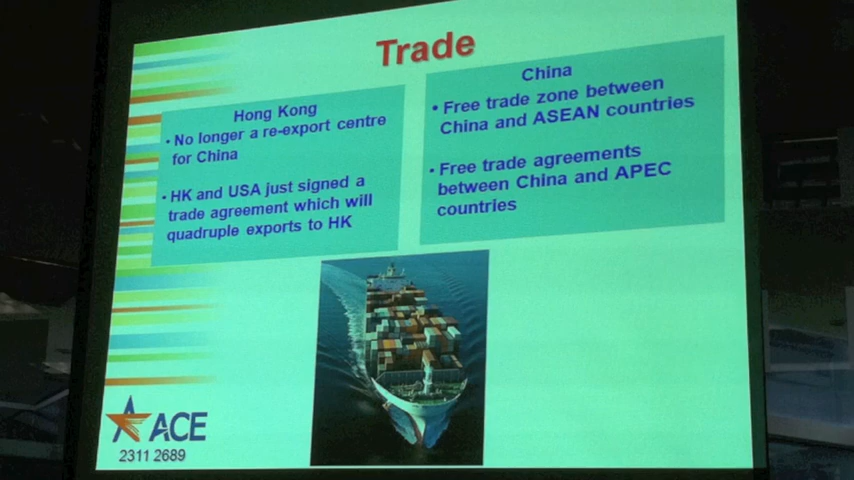 Trade
Hong Kong
• No longer a re-export centre
for China
• HK and USA just signed a
trade agreement which will
quadruple exports to HK
China
• Free trade zone between
China and ASEAN countries
• Free trade agreements
between China and APEC
countries
ACE
2311 2689